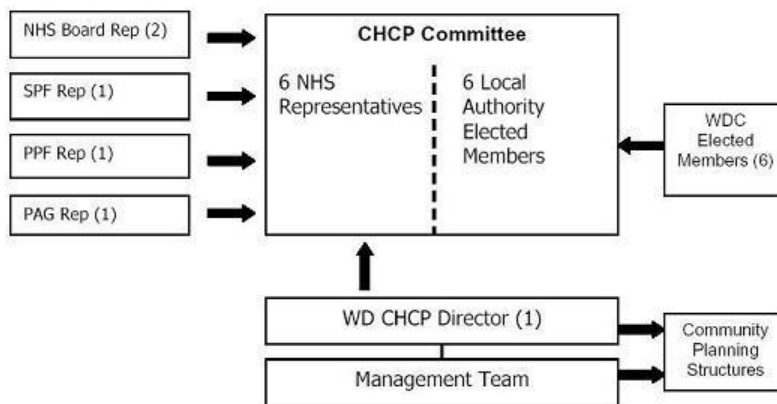 NHS Board Rep (2)
SPF Rep (1)
PPF Rep (1)
PAG Rep (1)
CHCP Committee
6 NHS
Representatives
6 Local
Authority
Elected
Members
WDC
Elected
Members (6)
WD CHCP Director (1)
Management Team
Community
Planning
Structures